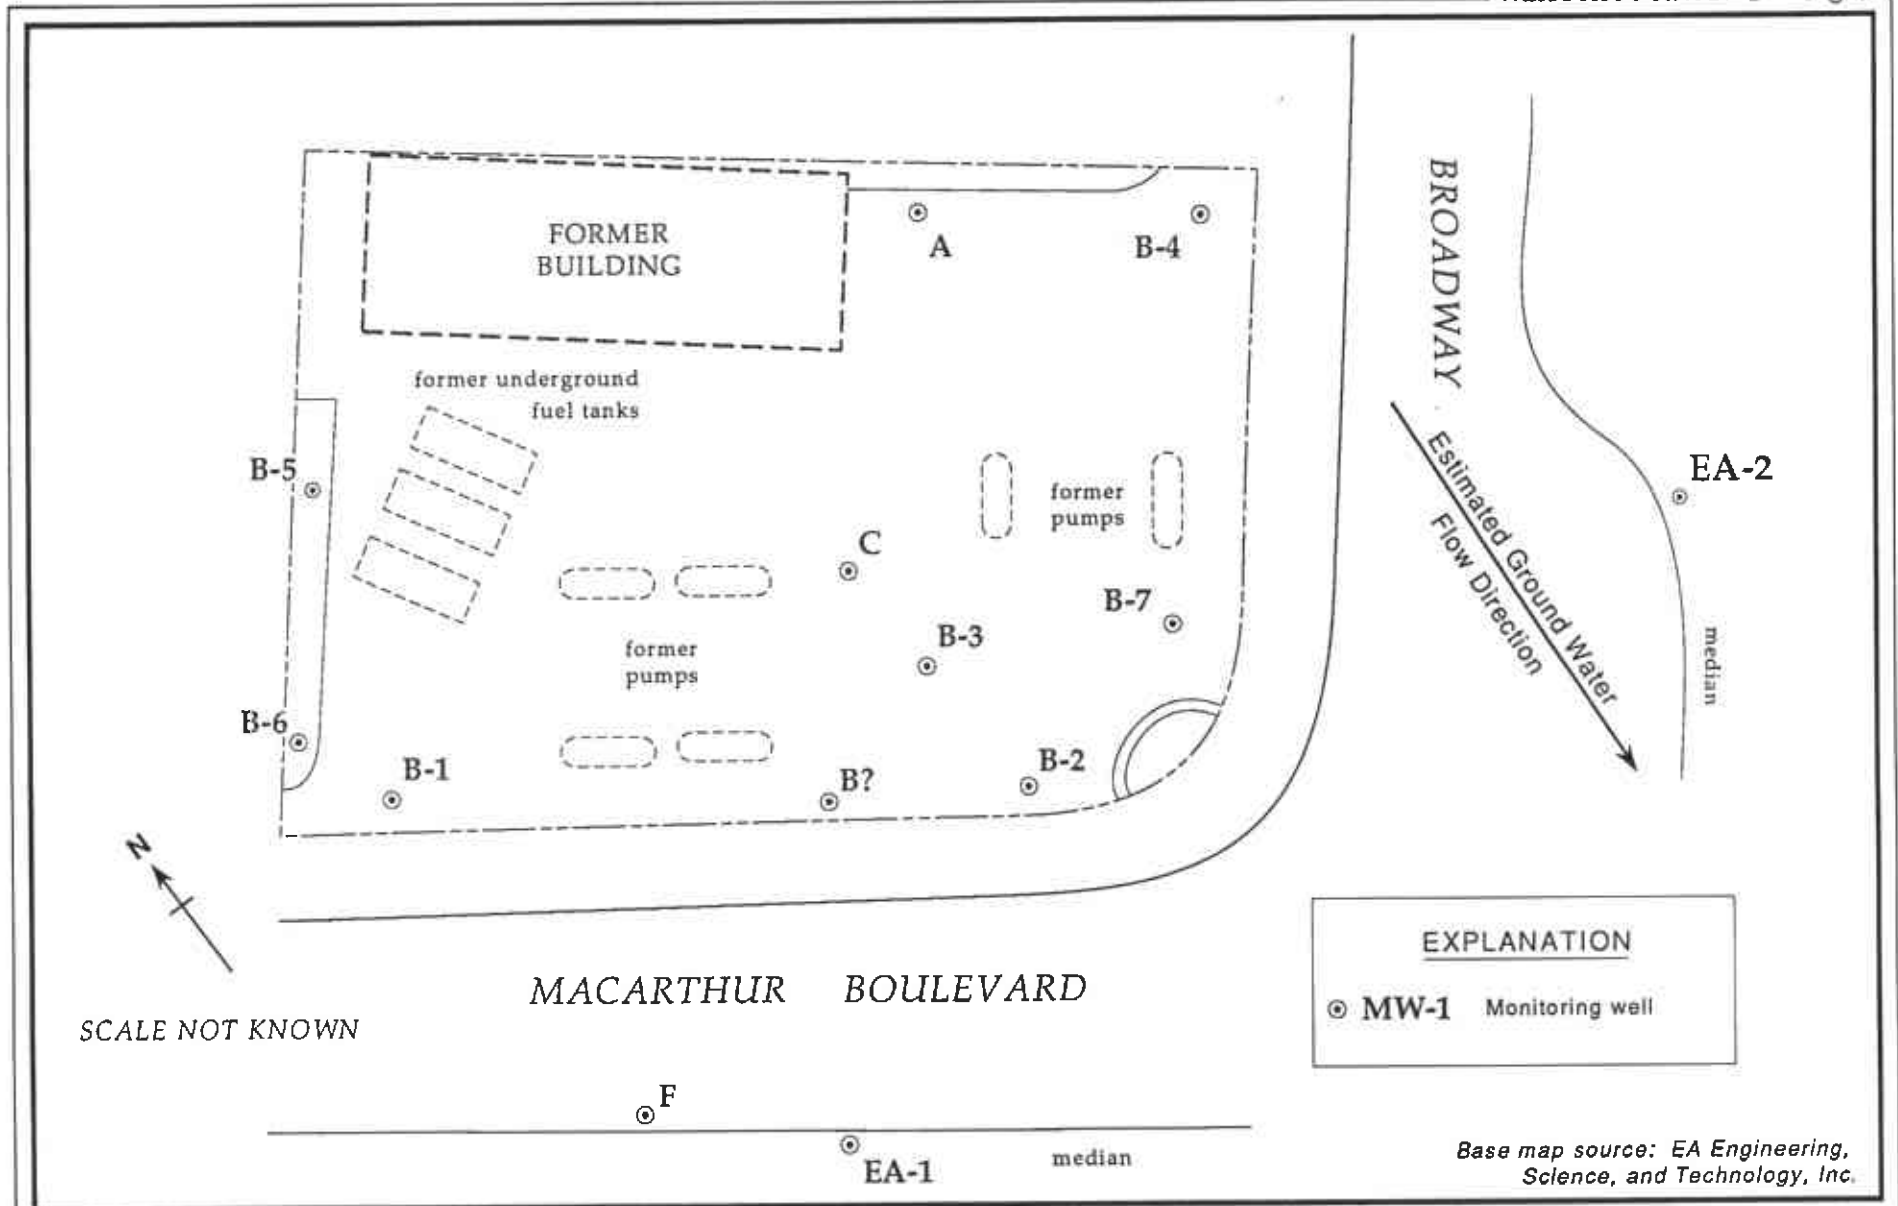 FORMER
BUILDING
A
B-4
BROADWAY
former underground
fuel tanks
B-5
former
pumps
EA-2
Estimated Ground Water
Flow Direction
C
B-7
B-3
former
pumps
median
B-6
B-1
B?
B-2
N
EXPLANATION
MW-1 Monitoring well
MACARTHUR BOULEVARD
SCALE NOT KNOWN
F
EA-1
median
Base map source: EA Engineering,
Science, and Technology, Inc.